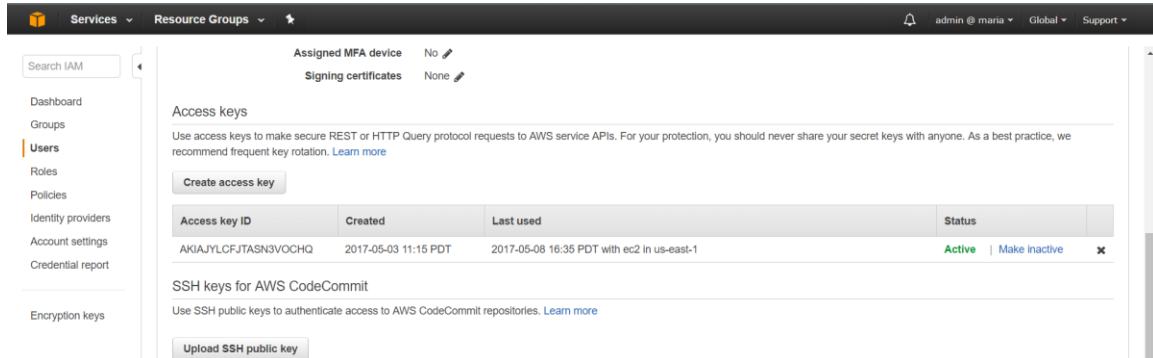 Services Resource Groups admin @ maria Global Support
Search IAM
Dashboard
Groups
Users
Roles
Policies
Identity providers
Account settings
Credential report
Encryption keys
Assigned MFA device No
Signing certificates None
Access keys
Use access keys to make secure REST or HTTP Query protocol requests to AWS service APIs. For your protection, you should never share your secret keys with anyone. As a best practice, we
recommend frequent key rotation. Learn more
Create access key
Access key ID Created Last used Status
AKIAJYLCFJTASN3VOCHQ 2017-05-03 11:15 PDT 2017-05-08 16:35 PDT with ec2 in us-east-1 Active | Make inactive
SSH keys for AWS CodeCommit
Use SSH public keys to authenticate access to AWS CodeCommit repositories. Learn more
Upload SSH public key